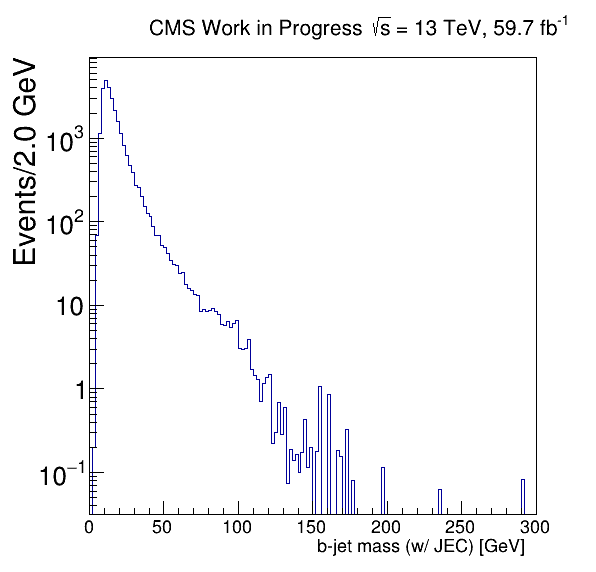 CMS Work in Progress √s = 13 TeV, 59.7 fb⁻¹
Events/2.0 GeV
10³
10²
10
1
10⁻¹
0 50 100 150 200 250 300
b-jet mass (w/ JEC) [GeV]